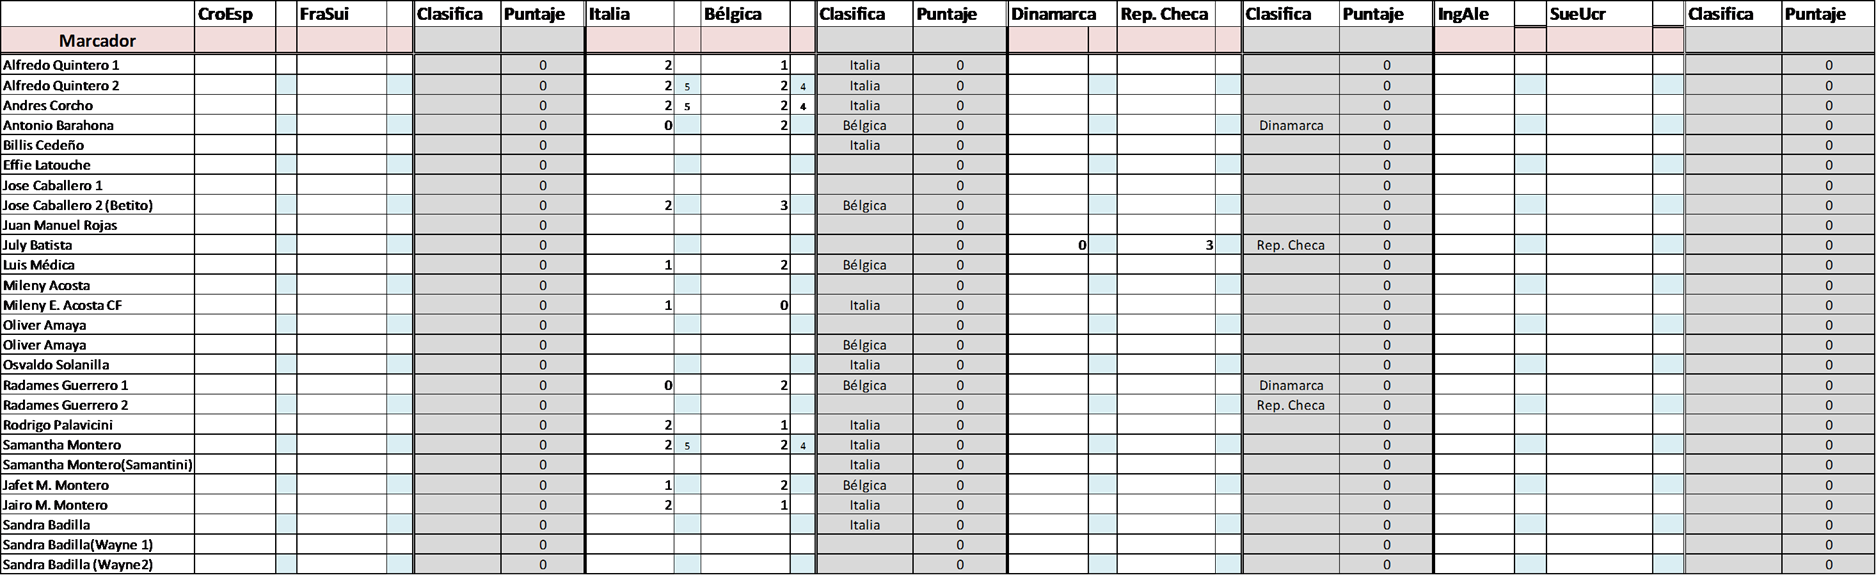 CroEsp FraSui Clasifica Puntaje Italia Bélgica Clasifica Puntaje Dinamarca Rep. Checa Clasifica Puntaje IngAle SueUcr Clasifica Puntaje
Marcador
Alfredo Quintero 1 0 2 1 Italia 0 0 0
Alfredo Quintero 2 0 2 5 2 4 Italia 0 0 0
Andres Corcho 0 2 5 2 4 Italia 0 0 0
Antonio Barahona 0 0 2 Bélgica 0 Dinamarca 0 0
Billis Cedeño 0 Italia 0 0 0
Effie Latouche 0 0 0 0
Jose Caballero 1 0 0 0 0
Jose Caballero 2 (Betito) 0 2 3 Bélgica 0 0 0
Juan Manuel Rojas 0 0 0 0
July Batista 0 0 0 3 Rep. Checa 0 0
Luis Médica 0 1 2 Bélgica 0 0 0
Mileny Acosta 0 0 0 0
Mileny E. Acosta CF 0 1 0 Italia 0 0 0
Oliver Amaya 0 0 0 0
Oliver Amaya 0 Bélgica 0 0 0
Osvaldo Solanilla 0 Italia 0 0 0
Radames Guerrero 1 0 0 2 Bélgica 0 Dinamarca 0 0
Radames Guerrero 2 0 0 Rep. Checa 0 0
Rodrigo Palavicini 0 2 1 Italia 0 0 0
Samantha Montero 0 2 5 2 4 Italia 0 0 0
Samantha Montero(Samantini) 0 Italia 0 0 0
Jafet M. Montero 0 1 2 Bélgica 0 0 0
Jairo M. Montero 0 2 1 Italia 0 0 0
Sandra Badilla 0 Italia 0 0 0
Sandra Badilla(Wayne 1) 0 0 0 0
Sandra Badilla (Wayne2) 0 0 0 0